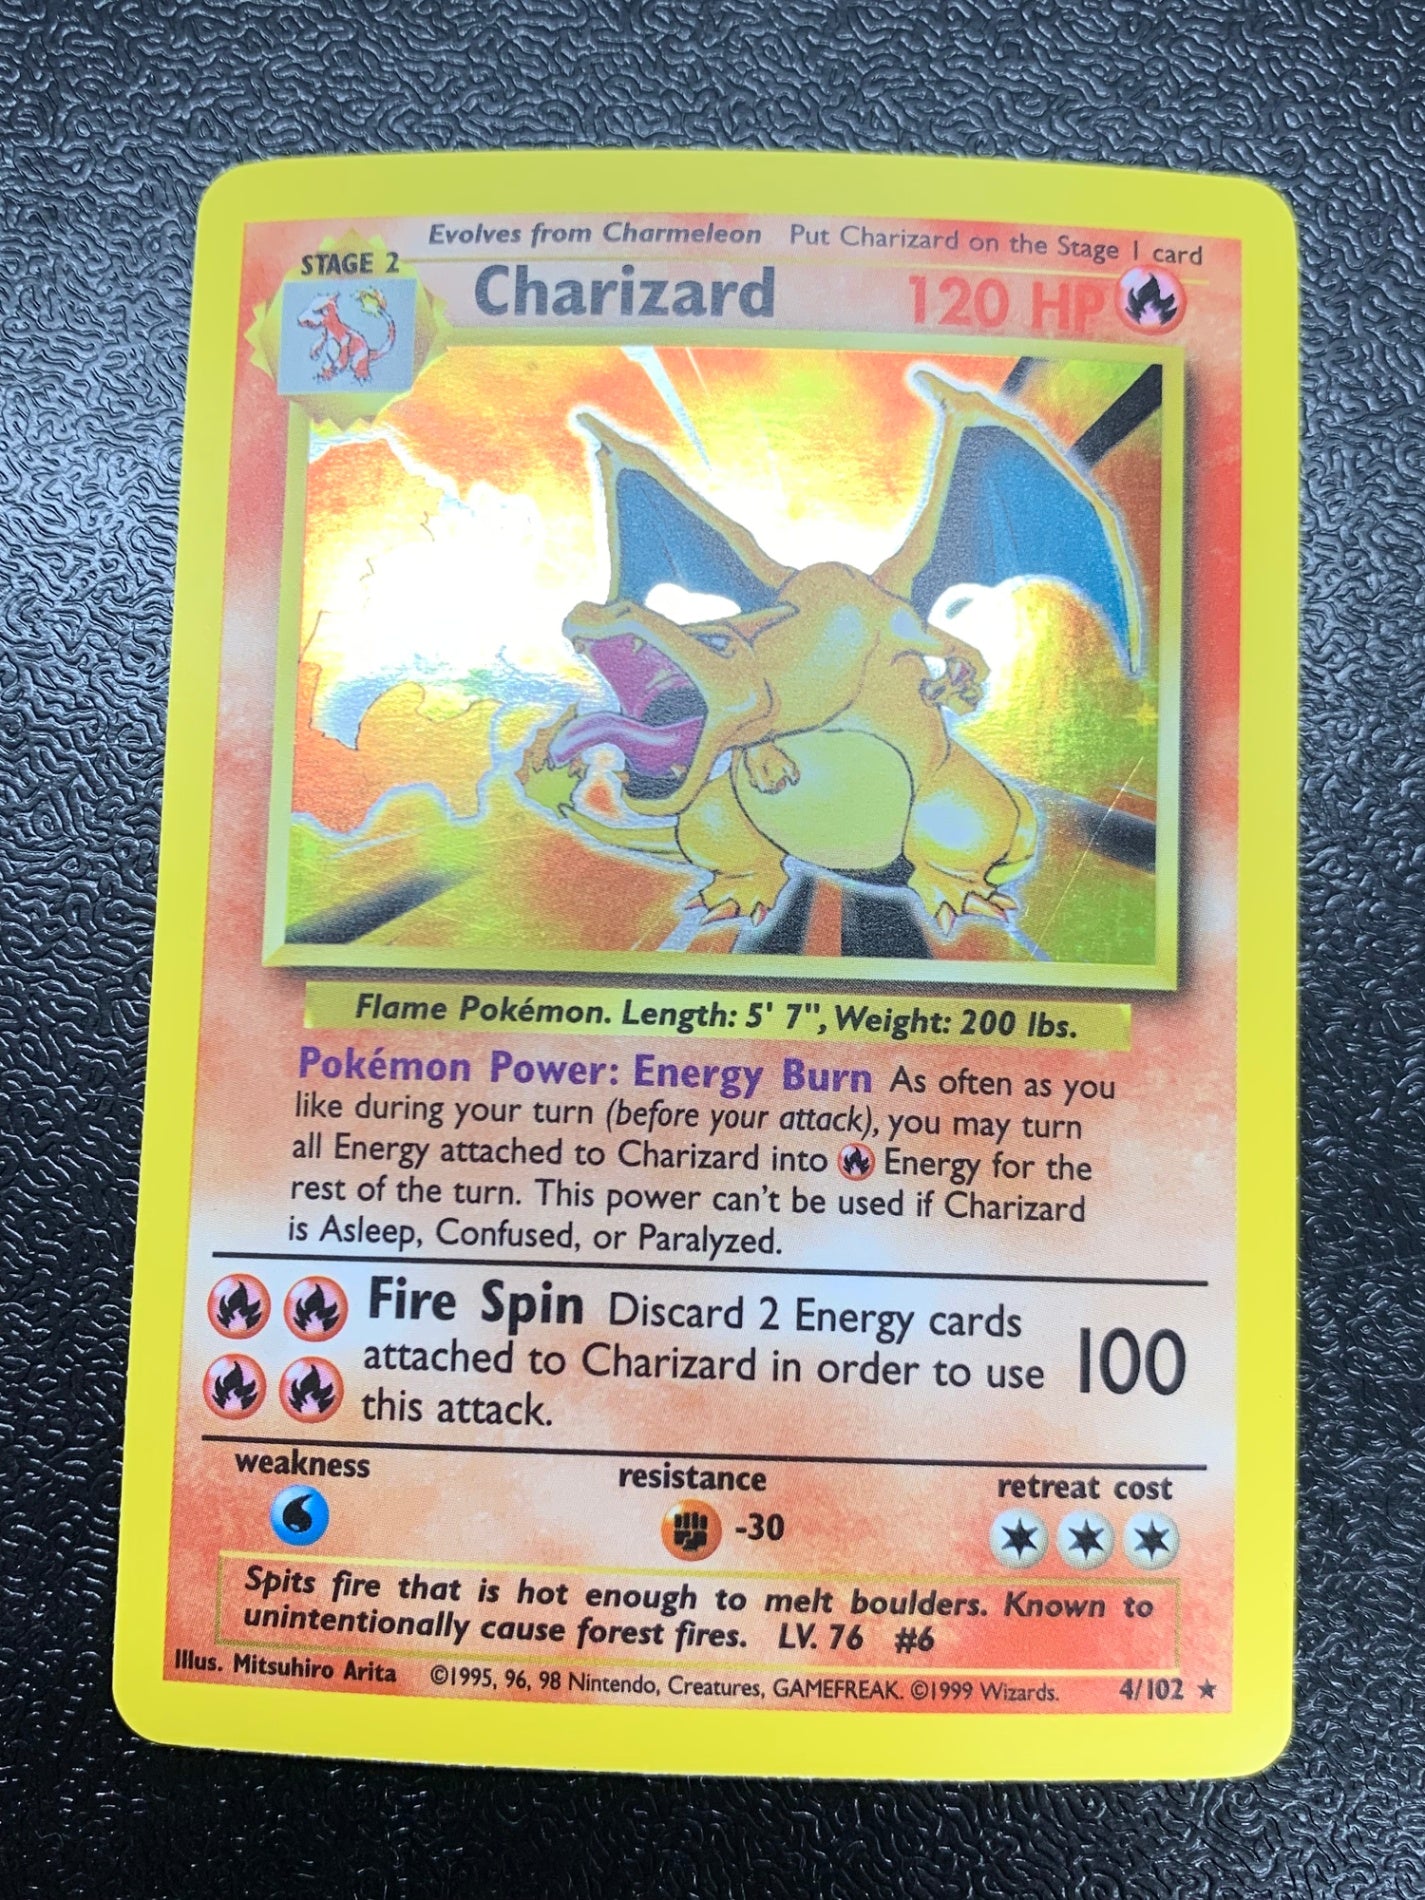 Evolves from Charmeleon Put Charizard on the Stage 1 card
STAGE 2
Charizard 120 HP
Flame Pokémon. Length: 5' 7", Weight: 200 lbs.
Pokémon Power: Energy Burn As often as you
like during your turn (before your attack), you may turn
all Energy attached to Charizard into Energy for the
rest of the turn. This power can't be used if Charizard
is Asleep, Confused, or Paralyzed.
Fire Spin Discard 2 Energy cards
attached to Charizard in order to use 100
this attack.
weakness resistance retreat cost
-30
Spits fire that is hot enough to melt boulders. Known to
unintentionally cause forest fires. LV. 76 #6
Illus. Mitsuhiro Arita ©1995, 96, 98 Nintendo, Creatures, GAMEFREAK. ©1999 Wizards. 4/102 ★